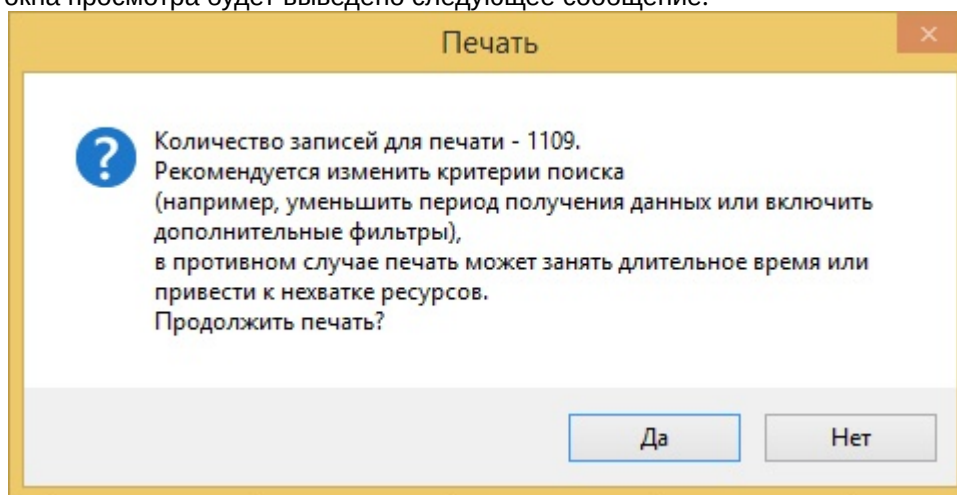 окна просмотра будет выведено следующее сообщение:
Печать
Количество записей для печати - 1109.
Рекомендуется изменить критерии поиска
(например, уменьшить период получения данных или включить
дополнительные фильтры),
в противном случае печать может занять длительное время или
привести к нехватке ресурсов.
Продолжить печать?
Да
Нет